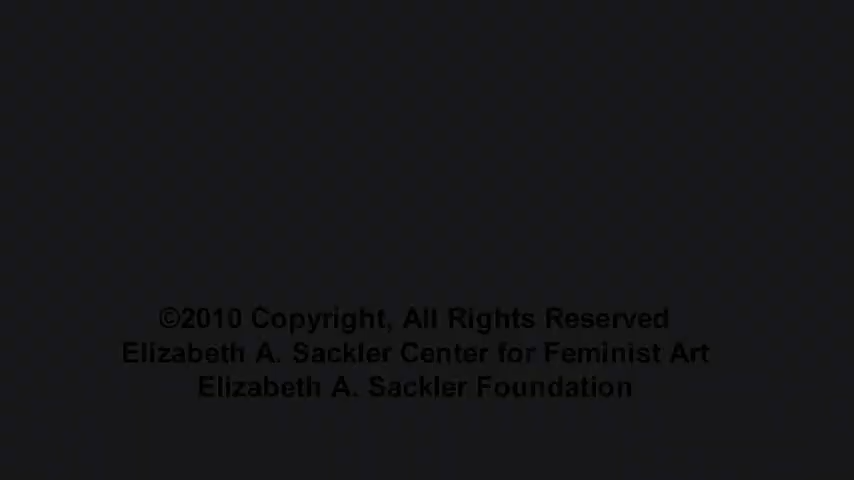 ©2010 Copyright, All Rights Reserved
Elizabeth A. Sackler Center for Feminist Art
Elizabeth A. Sackler Foundation